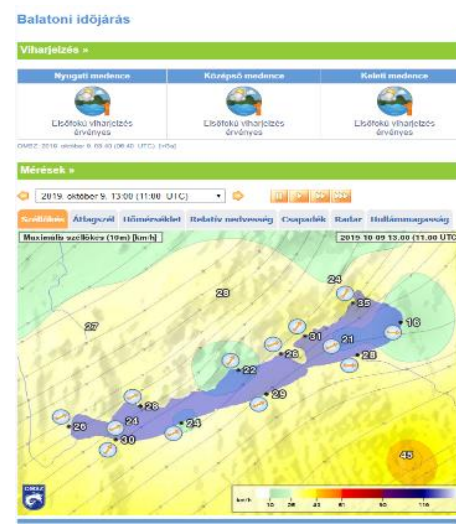 Balatoni időjárás
Viharjelzés »
Nyugati medence Középső medence Keleti medence
Elsőfokú viharjelzés érvényes Elsőfokú viharjelzés érvényes Elsőfokú viharjelzés érvényes
Mérések »
2019. október 9. 13:00 (11:00 UTC)
Széllökés Átlagszél Hőmérséklet Relatív nedvesség Csapadék Radar Hullámmagasság
Maximális széllökés (10m) [km/h] 2019-10-09 13.00 (11.00 UTC
24
28 35
27 16
31 21
26 28
22
29
28
26 24 24
30
45
OMSZ
km/h